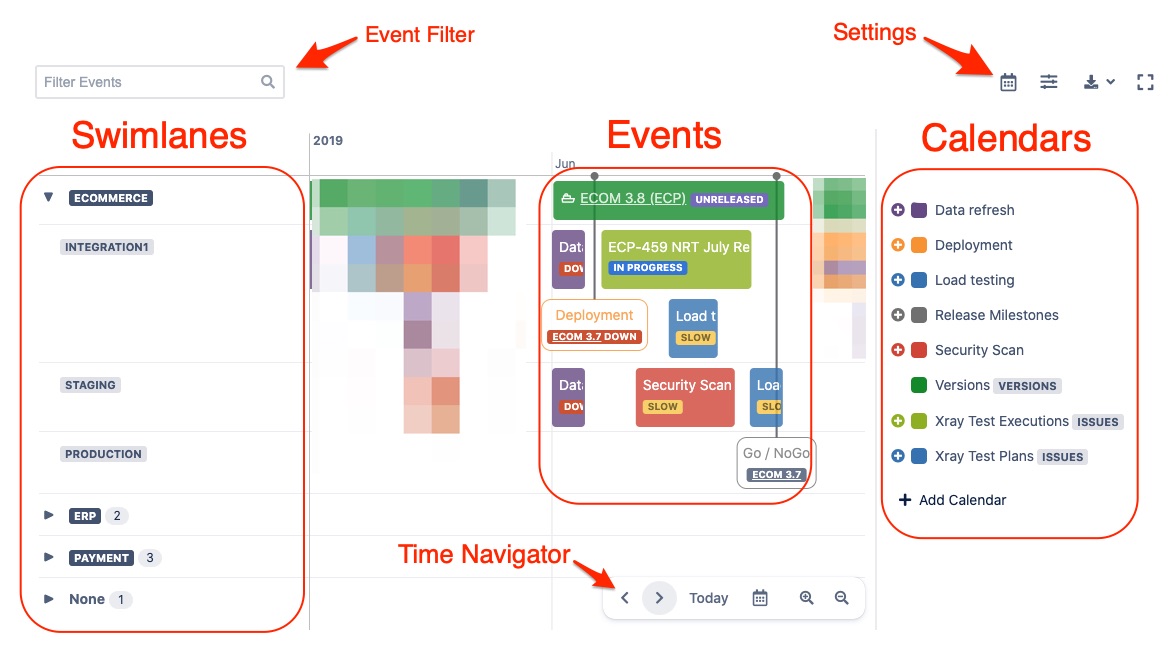 Event Filter
Settings
Filter Events
Swimlanes
Events
Calendars
2019
Jun
ECOMMERCE
ECOM 3.8 (ECP) UNRELEASED
Data refresh
INTEGRATION1
Dat
ECP-459 NRT July Re
Deployment
DOW
IN PROGRESS
Load testing
Deployment
Load t
Release Milestones
ECOM 3.7 DOWN
SLOW
Security Scan
STAGING
Dat
Security Scan
Loa
Versions VERSIONS
DOW
SLOW
SLO
Xray Test Executions ISSUES
PRODUCTION
Go / NoGo
Xray Test Plans ISSUES
ECOM 3.7
Add Calendar
ERP 2
PAYMENT 3
Time Navigator
None 1
Today